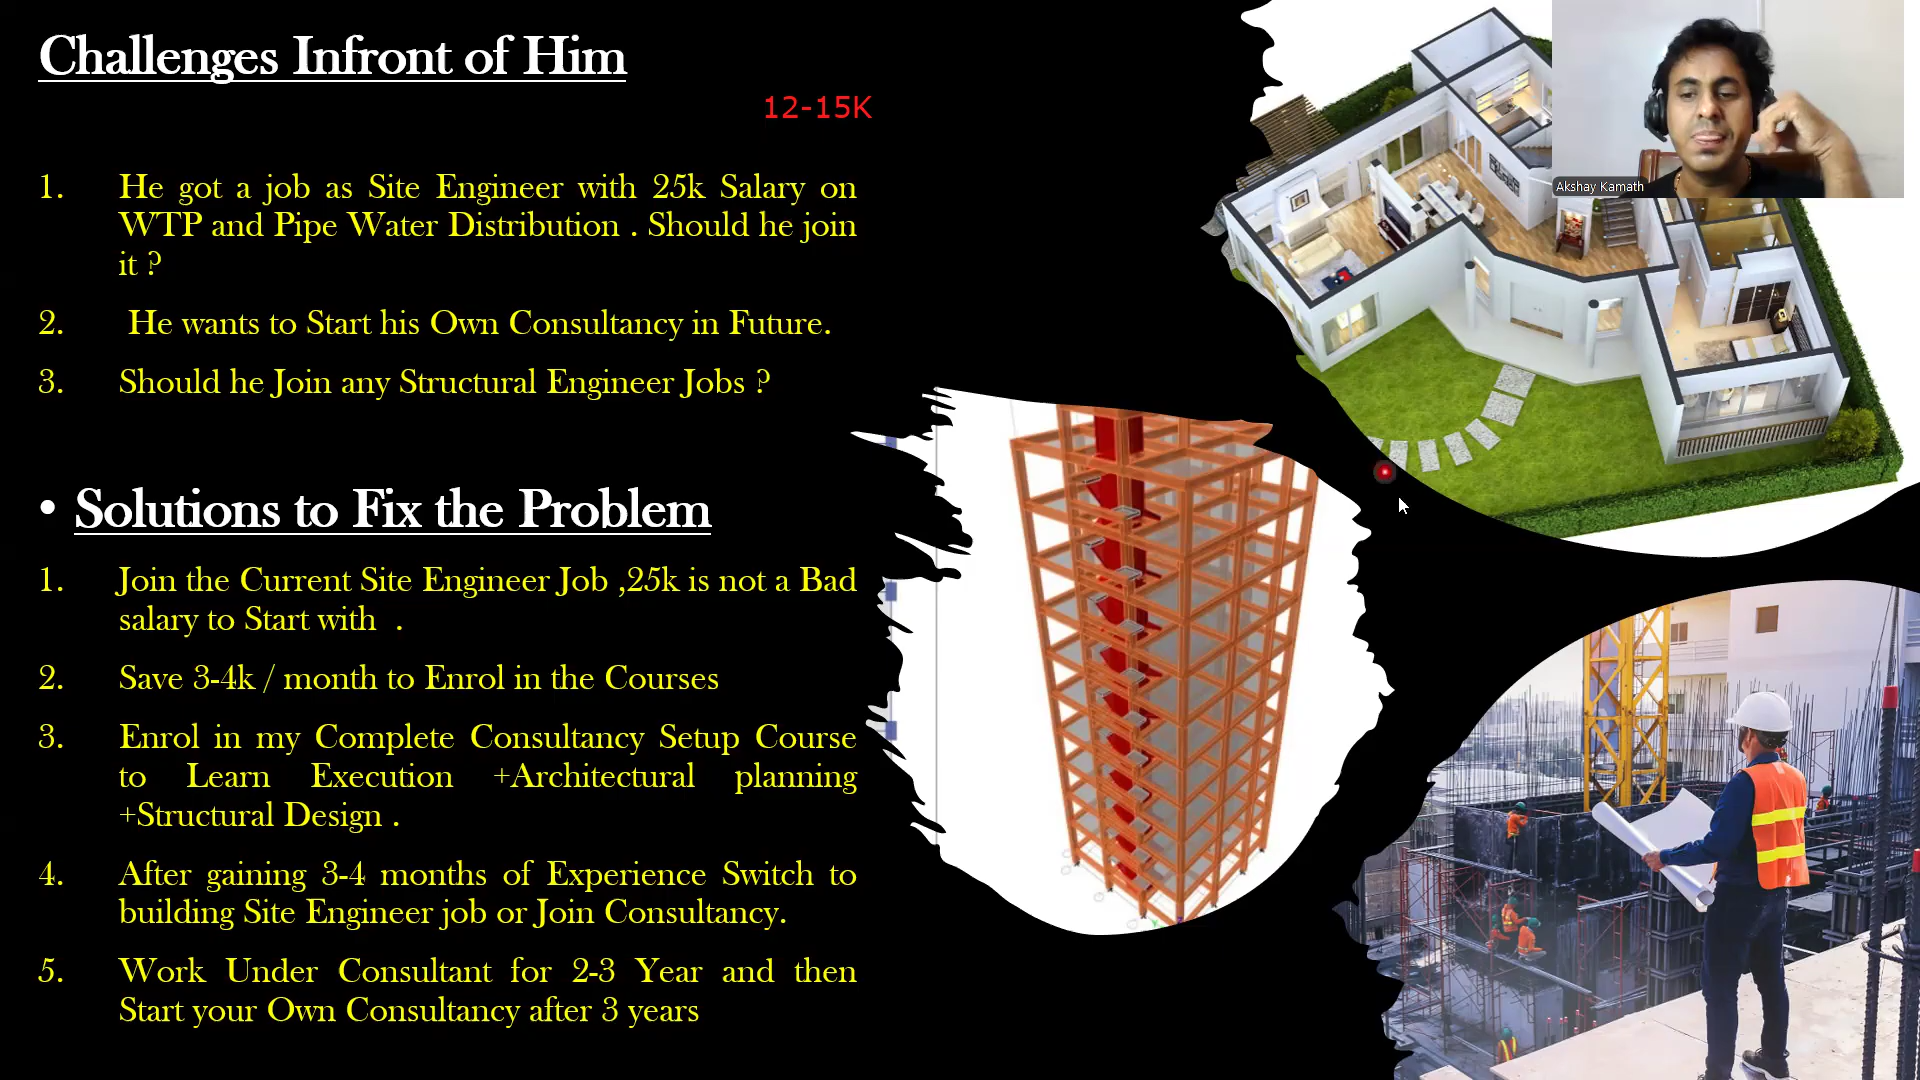 Challenges Infront of Him
12-15K
1. He got a job as Site Engineer with 25k Salary on
WTP and Pipe Water Distribution . Should he join
it ?
2. He wants to Start his Own Consultancy in Future.
3. Should he Join any Structural Engineer Jobs ?
• Solutions to Fix the Problem
1. Join the Current Site Engineer Job ,25k is not a Bad
salary to Start with .
2. Save 3-4k / month to Enrol in the Courses
3. Enrol in my Complete Consultancy Setup Course
to Learn Execution +Architectural planning
+Structural Design .
4. After gaining 3-4 months of Experience Switch to
building Site Engineer job or Join Consultancy.
5. Work Under Consultant for 2-3 Year and then
Start your Own Consultancy after 3 years
Akshay Kamath